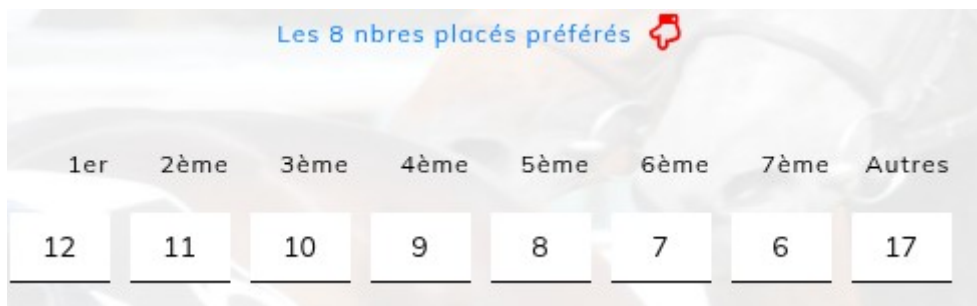 Les 8 nbres placés préférés
1er 2ème 3ème 4ème 5ème 6ème 7ème Autres
12 11 10 9 8 7 6 17